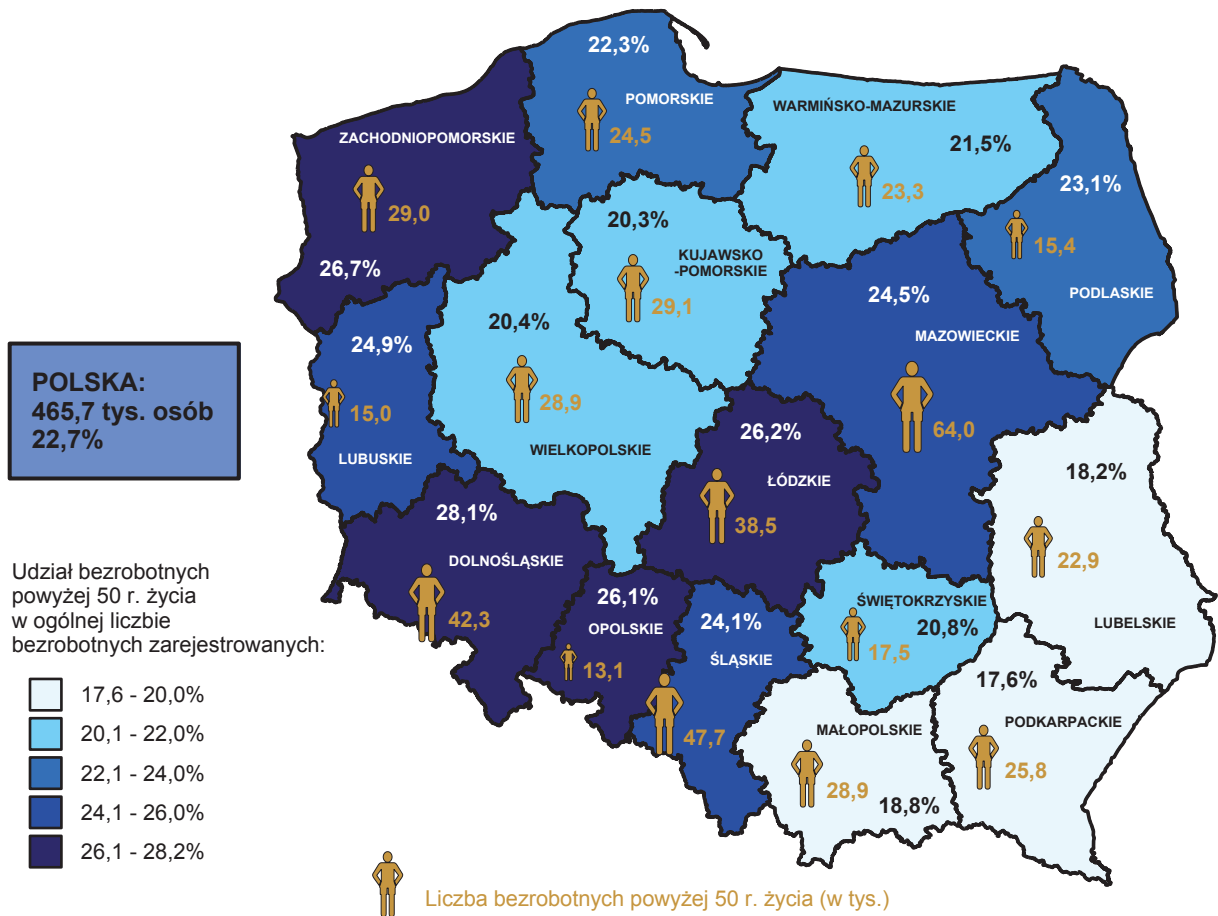 22,3%
POMORSKIE
24,5
WARMIŃSKO-MAZURSKIE
21,5%
23,3
ZACHODNIOPOMORSKIE
29,0
26,7%
23,1%
15,4
PODLASKIE
20,3%
KUJAWSKO
-POMORSKIE
29,1
24,5%
MAZOWIECKIE
64,0
20,4%
28,9
WIELKOPOLSKIE
24,9%
15,0
LUBUSKIE
POLSKA:
465,7 tys. osób
22,7%
26,2%
ŁÓDZKIE
38,5
18,2%
22,9
LUBELSKIE
28,1%
DOLNOŚLĄSKIE
42,3
26,1%
OPOLSKIE
13,1
24,1%
ŚLĄSKIE
47,7
ŚWIĘTOKRZYSKIE
20,8%
17,5
17,6%
PODKARPACKIE
25,8
MAŁOPOLSKIE
28,9
18,8%
Udział bezrobotnych
powyżej 50 r. życia
w ogólnej liczbie
bezrobotnych zarejestrowanych:
17,6 - 20,0%
20,1 - 22,0%
22,1 - 24,0%
24,1 - 26,0%
26,1 - 28,2%
Liczba bezrobotnych powyżej 50 r. życia (w tys.)